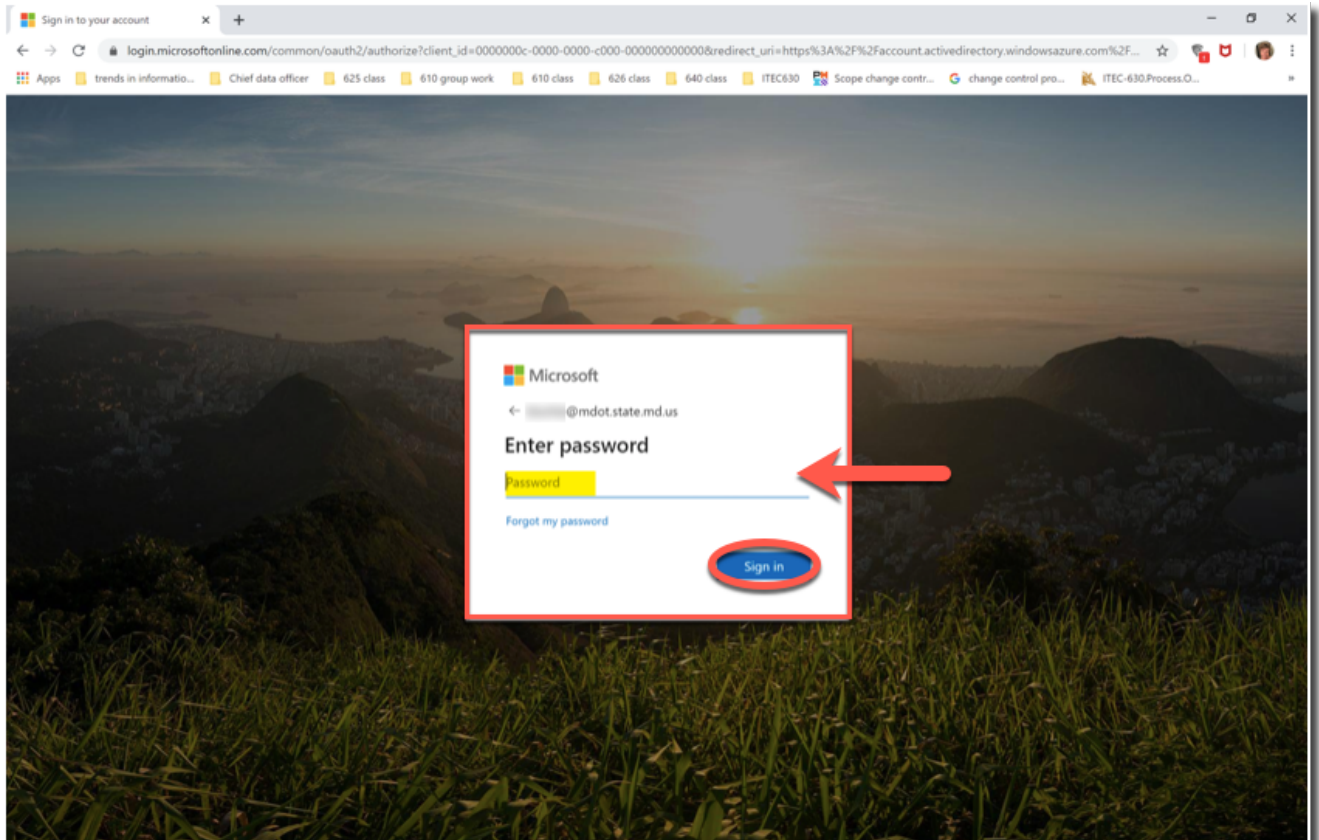 Sign in to your account
login.microsoftonline.com/common/oauth2/authorize?client_id=0000000c-0000-0000-c000-000000000000&redirect_uri=https%3A%2F%2Faccount.activedirectory.windowsazure.com%2F...
Apps trends in informatio... Chief data officer 625 class 610 group work 610 class 626 class 640 class ITEC630 PM Scope change contr... G change control pro... ITEC-630.Process.O... »
Microsoft
@mdot.state.md.us
Enter password
Password
Forgot my password
Sign in